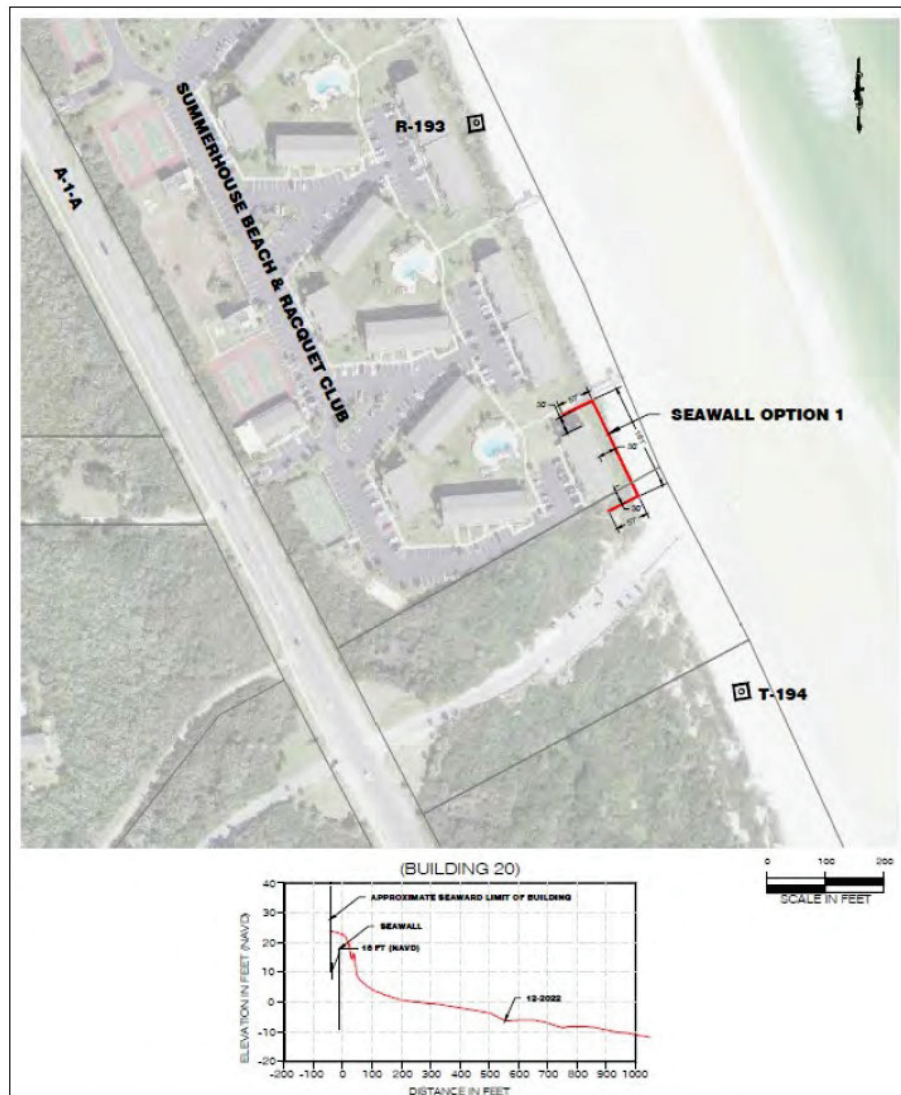 R-193
A-1-A
SUMMERHOUSE BEACH & RACQUET CLUB
30'
57'
SEAWALL OPTION 1
30'
30'
57'
T-194
0 100 200
SCALE IN FEET
(BUILDING 20)
ELEVATION IN FEET (NAVD)
40
30
20
10
0
-10
-20
APPROXIMATE SEAWARD LIMIT OF BUILDING
SEAWALL
18 FT (NAVD)
12-2022
-200 -100 0 100 200 300 400 500 600 700 800 900 1000
DISTANCE IN FEET